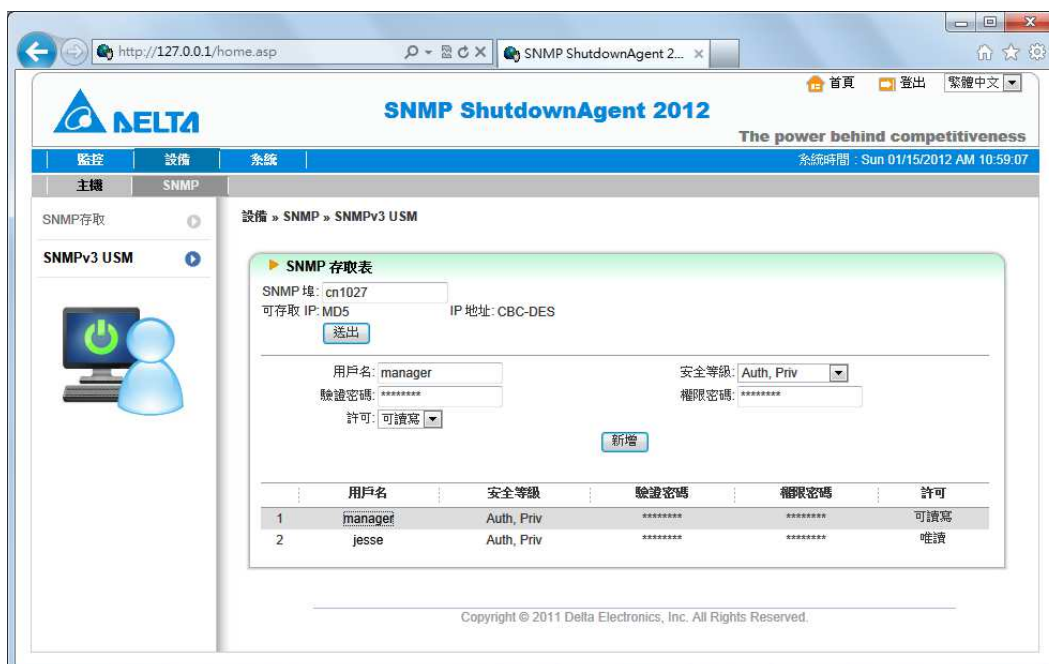 http://127.0.0.1/home.asp
SNMP ShutdownAgent 2...
首頁 登出 繁體中文
DELTA
SNMP ShutdownAgent 2012
The power behind competitiveness
監控 設備 系統 系統時間 : Sun 01/15/2012 AM 10:59:07
主機 SNMP
SNMP存取
SNMPv3 USM
設備 » SNMP » SNMPv3 USM
SNMP 存取表
SNMP 埠: cn1027
可存取 IP: MD5 IP 地址: CBC-DES
送出
用戶名: manager 安全等級: Auth, Priv
驗證密碼: ******** 權限密碼: ********
許可: 可讀寫
新增
用戶名 安全等級 驗證密碼 權限密碼 許可
1 manager Auth, Priv ******** ******** 可讀寫
2 jesse Auth, Priv ******** ******** 唯讀
Copyright © 2011 Delta Electronics, Inc. All Rights Reserved.